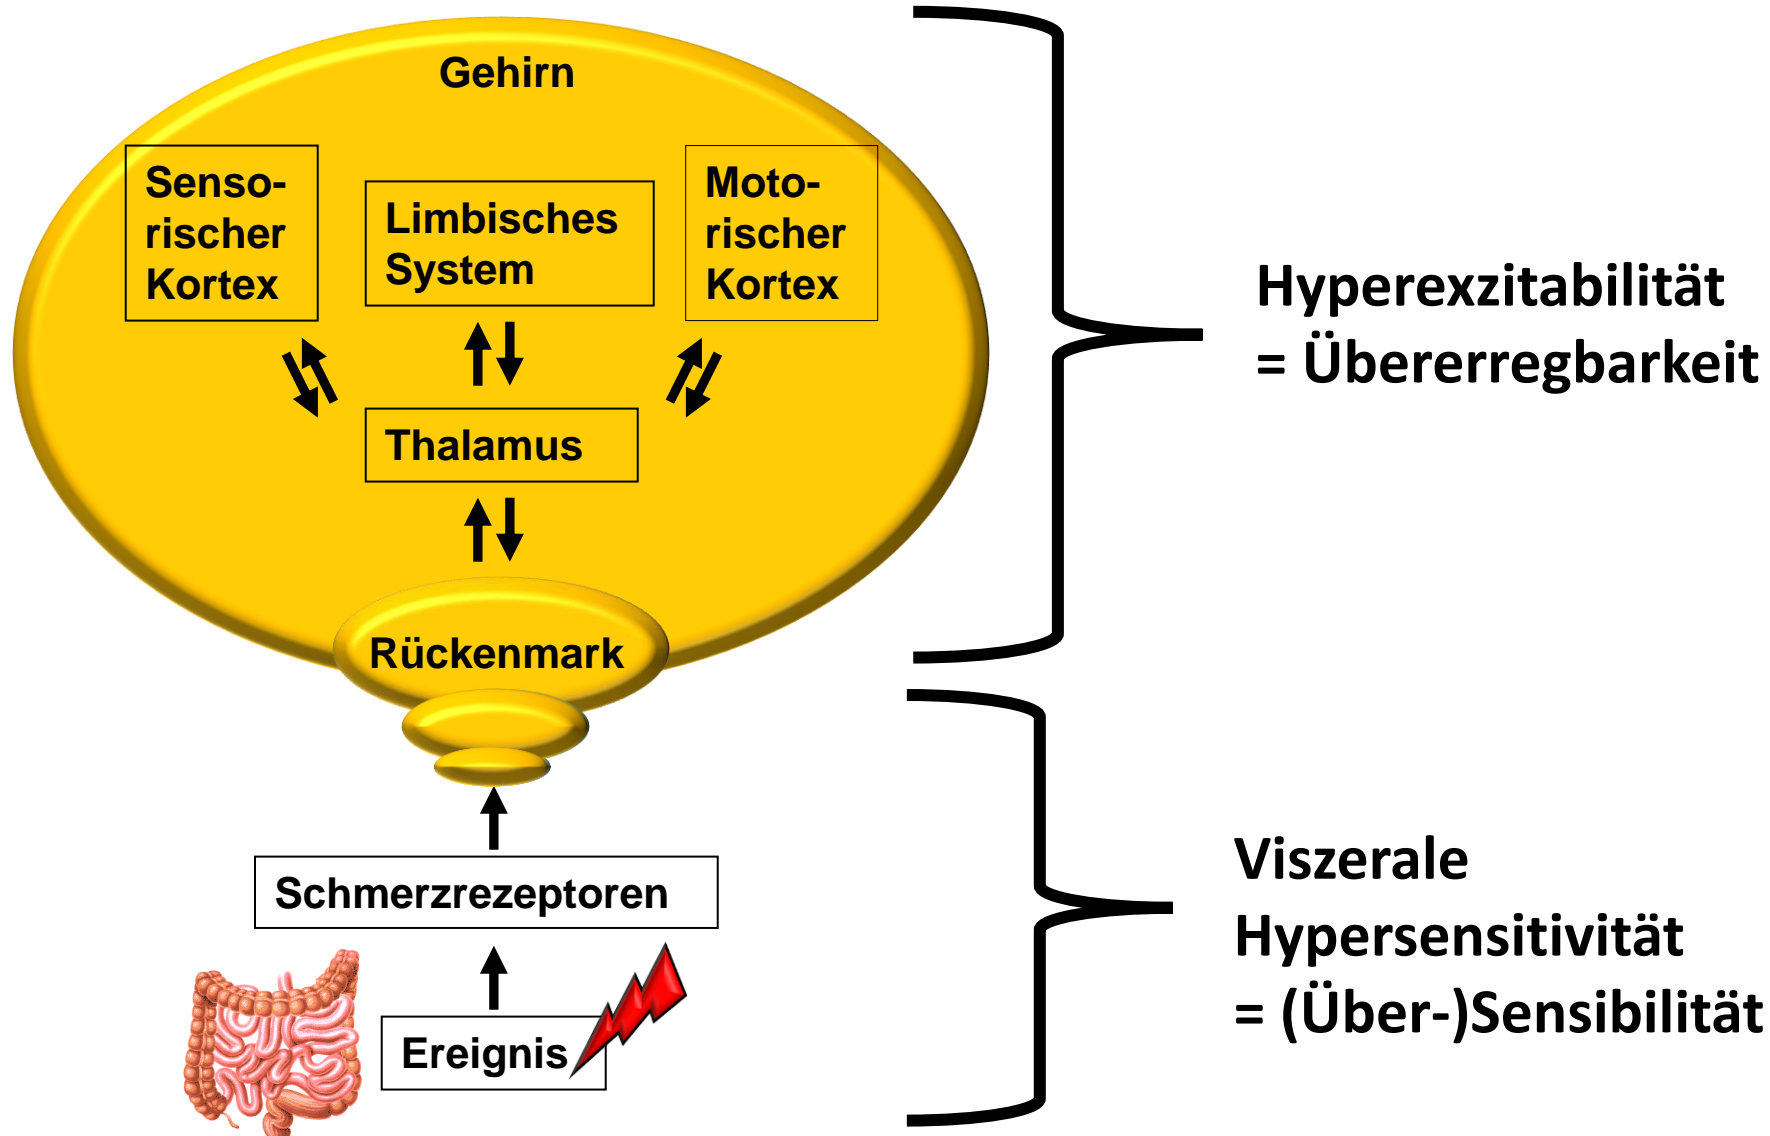 Gehirn
Senso-
rischer
Kortex
Limbisches
System
Moto-
rischer
Kortex
Thalamus
Rückenmark
Schmerzrezeptoren
Ereignis
Hyperexzitabilität
= Übererregbarkeit
Viszerale
Hypersensitivität
= (Über-)Sensibilität